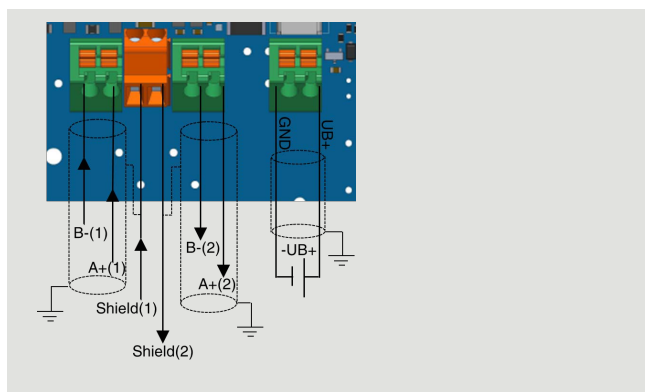 GND
UB+
B-(1)
B-(2)
-UB+
A+(1)
A+(2)
Shield(1)
Shield(2)